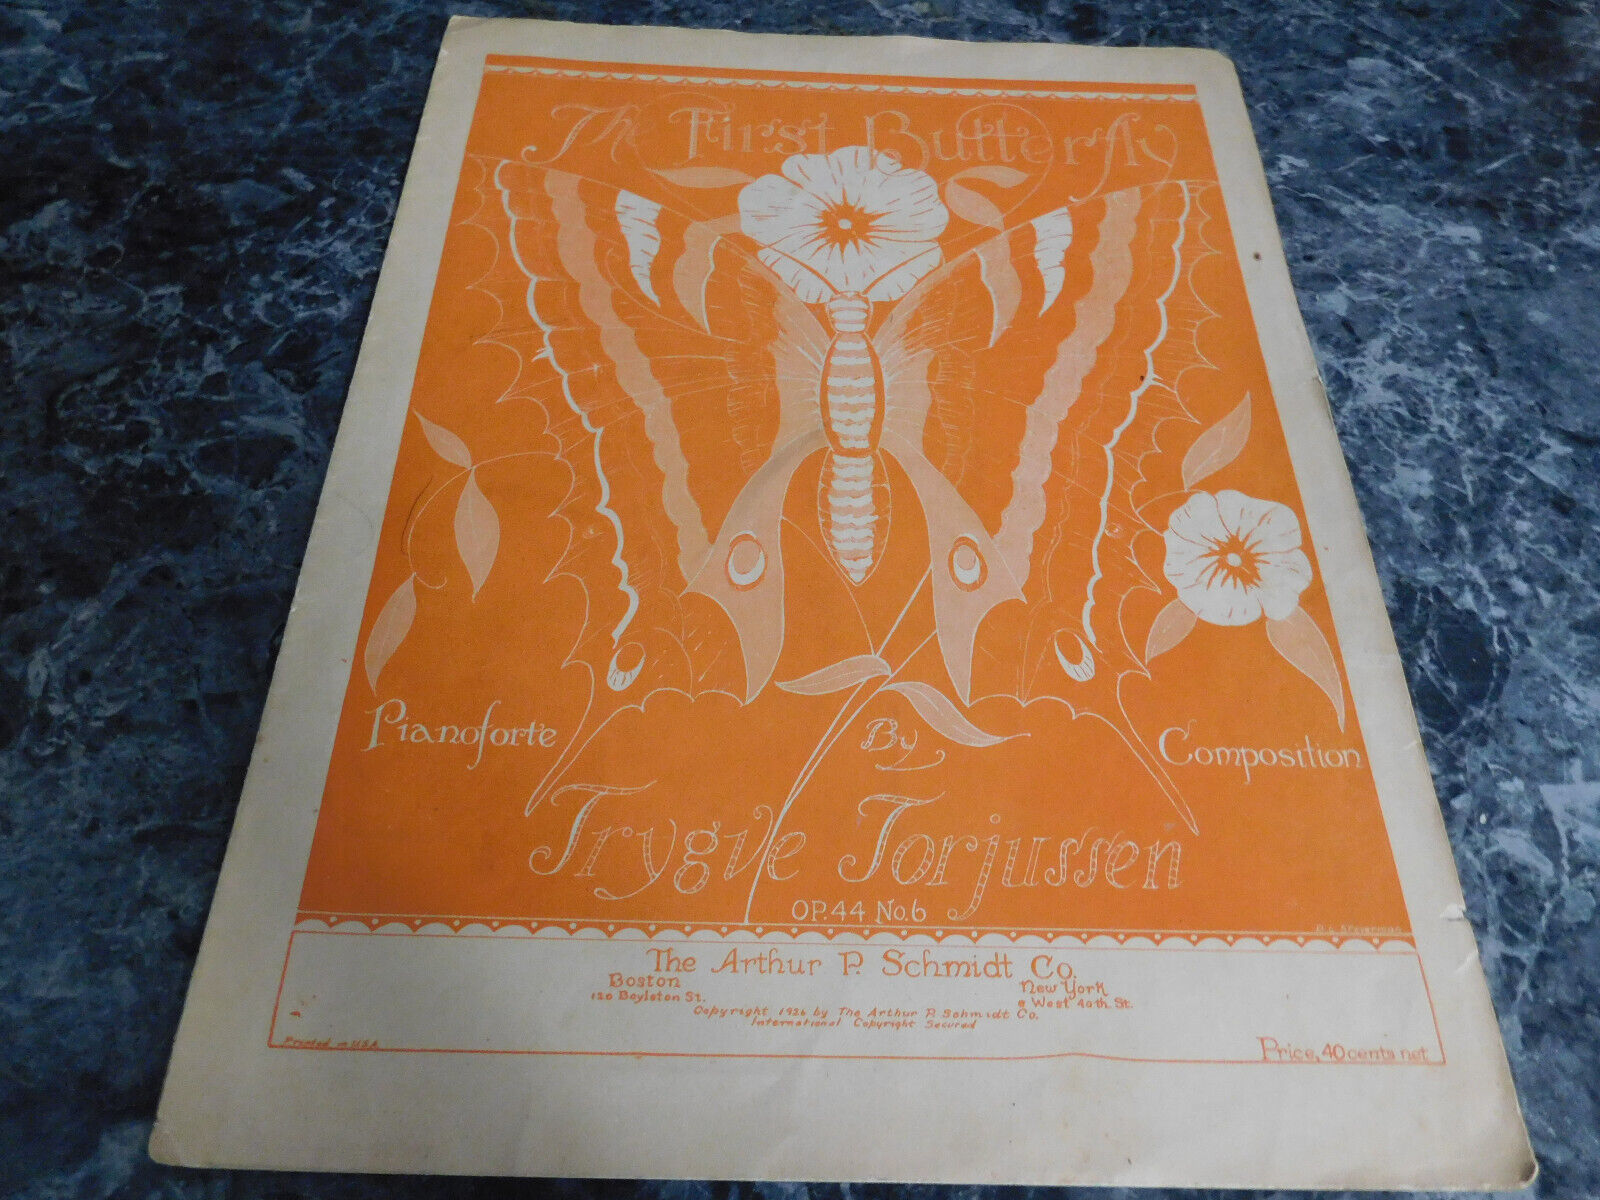 The First Butterfly
Pianoforte
By
Composition
Trygve Torjussen
OP. 44 No. 6
The Arthur P. Schmidt Co.
Boston
New York
120 Boylston St.
8 West 40th St.
Copyright 1926 by The Arthur P. Schmidt Co.
International Copyright Secured
Printed in U.S.A.
Price, 40 cents net